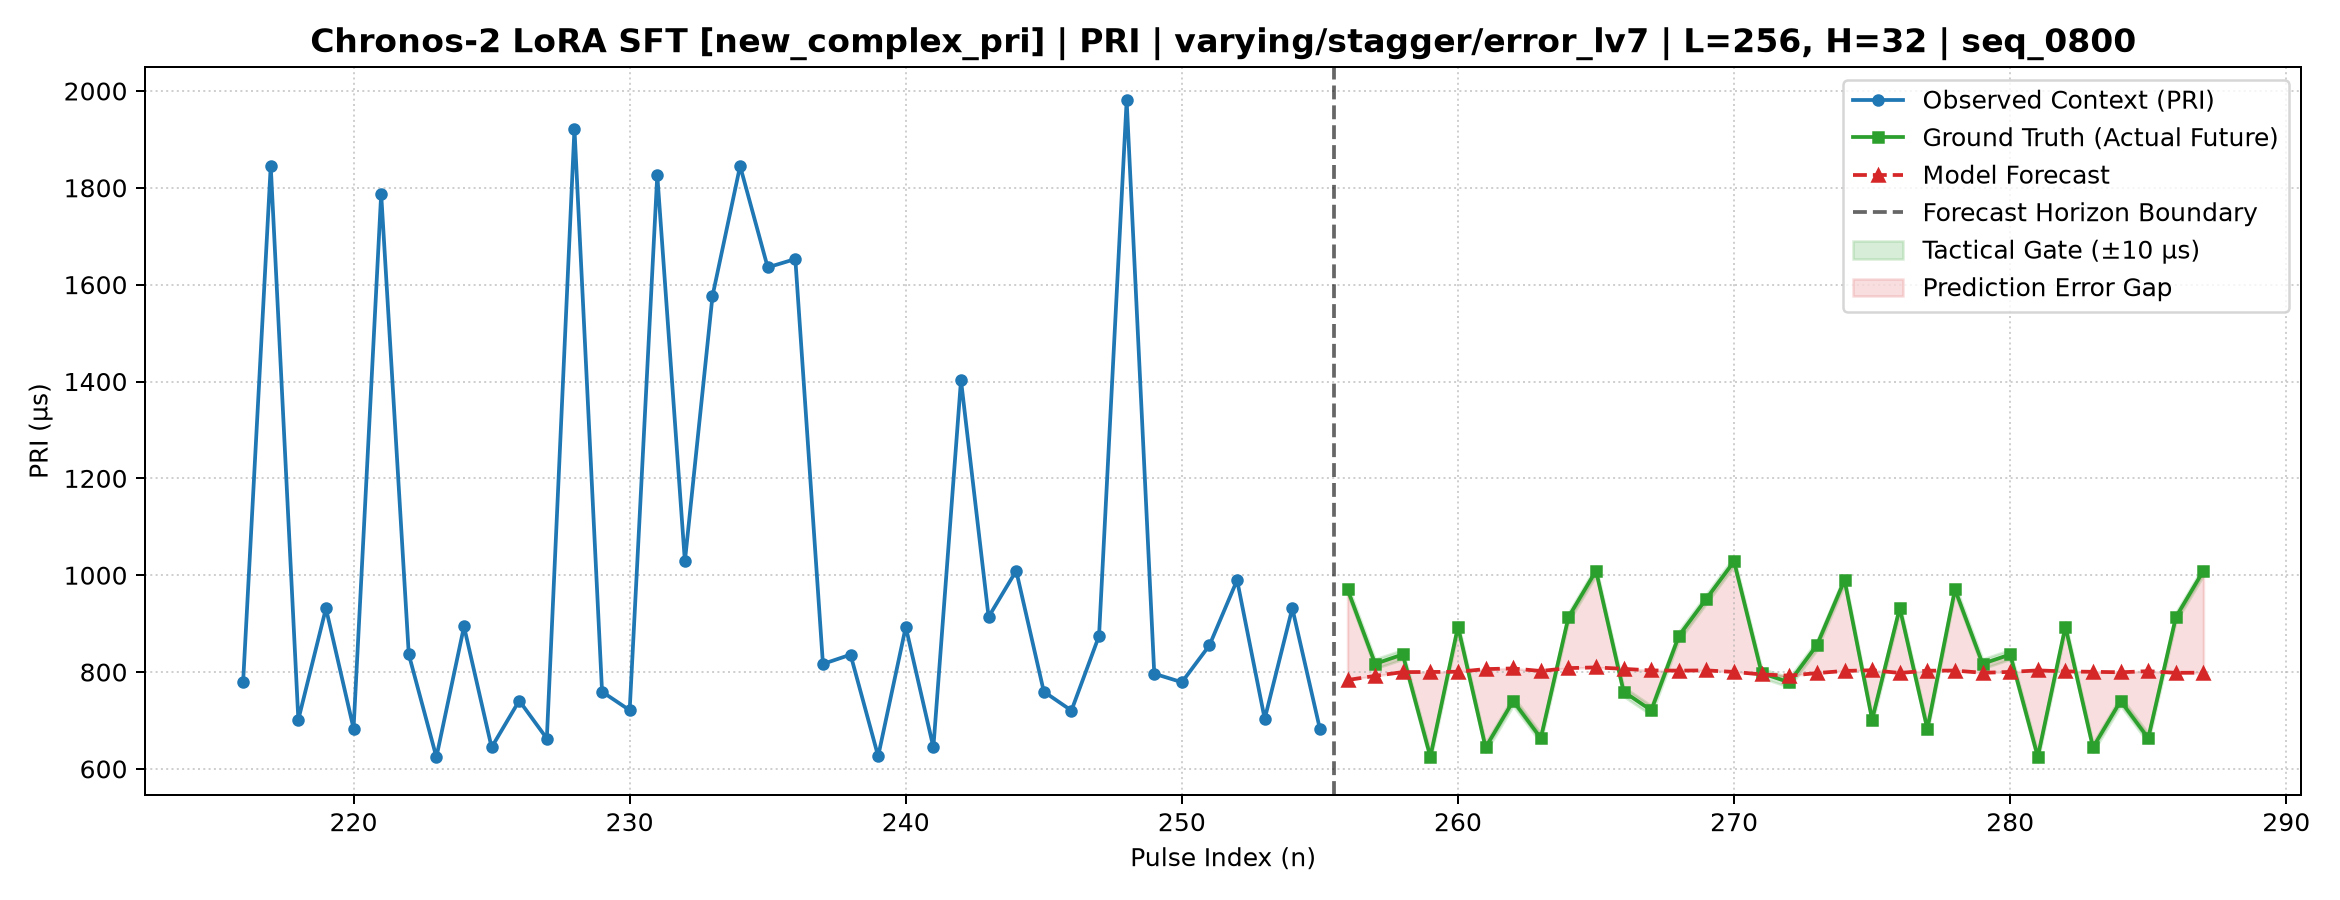 Chronos-2 LoRA SFT [new_complex_pri] | PRI | varying/stagger/error_lv7 | L=256, H=32 | seq_0800
PRI (µs)
2000
1800
1600
1400
1200
1000
800
600
Observed Context (PRI)
Ground Truth (Actual Future)
Model Forecast
Forecast Horizon Boundary
Tactical Gate (±10 µs)
Prediction Error Gap
220
230
240
250
260
270
280
290
Pulse Index (n)